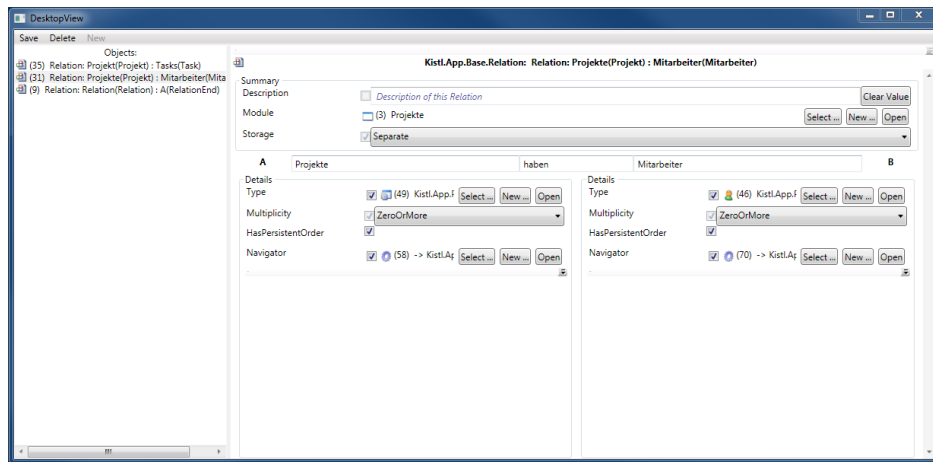 DesktopView
Save Delete New
Objects:
(35) Relation: Projekt(Projekt) : Tasks(Task)
(31) Relation: Projekte(Projekt) : Mitarbeiter(Mita
(9) Relation: Relation(Relation) : A(RelationEnd)
Kistl.App.Base.Relation: Relation: Projekte(Projekt) : Mitarbeiter(Mitarbeiter)
Summary
Description Description of this Relation Clear Value
Module (3) Projekte Select ... New ... Open
Storage Separate
A Projekte haben Mitarbeiter B
Details
Type (49) Kistl.App.F Select ... New ... Open
Multiplicity ZeroOrMore
HasPersistentOrder
Navigator (58) -> Kistl.Ap Select ... New ... Open
Details
Type (46) Kistl.App.F Select ... New ... Open
Multiplicity ZeroOrMore
HasPersistentOrder
Navigator (70) -> Kistl.Ap Select ... New ... Open